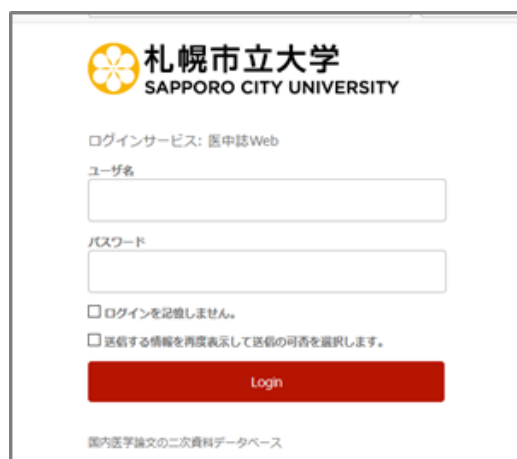 札幌市立大学
SAPPORO CITY UNIVERSITY
ログインサービス: 医中誌Web
ユーザ名
パスワード
ログインを記憶しません。
送信する情報を再度表示して送信の可否を選択します。
Login
国内医学論文の二次資料データベース